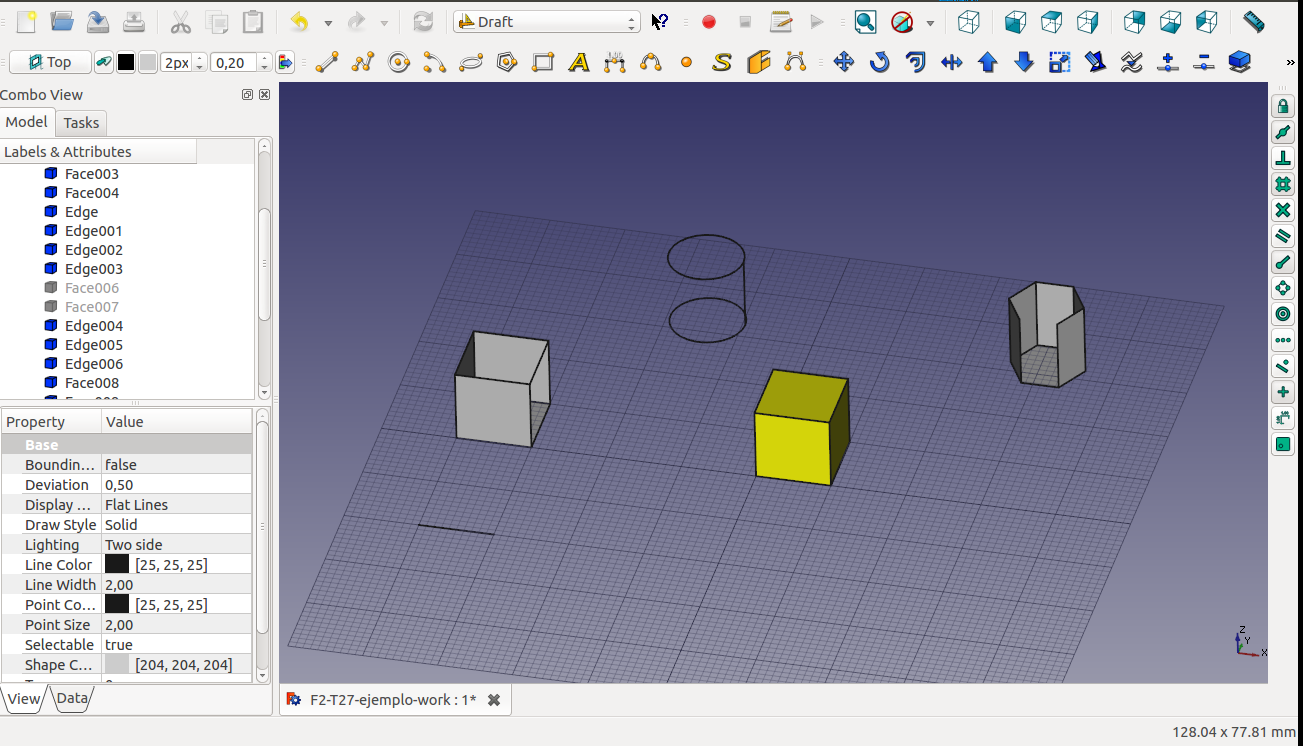 Draft
Top
2px
0,20
Combo View
Model
Tasks
Labels & Attributes
Face003
Face004
Edge
Edge001
Edge002
Edge003
Face006
Face007
Edge004
Edge005
Edge006
Face008
Property Value
Base
Boundin... false
Deviation 0,50
Display ... Flat Lines
Draw Style Solid
Lighting Two side
Line Color [25, 25, 25]
Line Width 2,00
Point Co... [25, 25, 25]
Point Size 2,00
Selectable true
Shape C... [204, 204, 204]
View
Data
Z
Y
X
F2-T27-ejemplo-work : 1*
128.04 x 77.81 mm